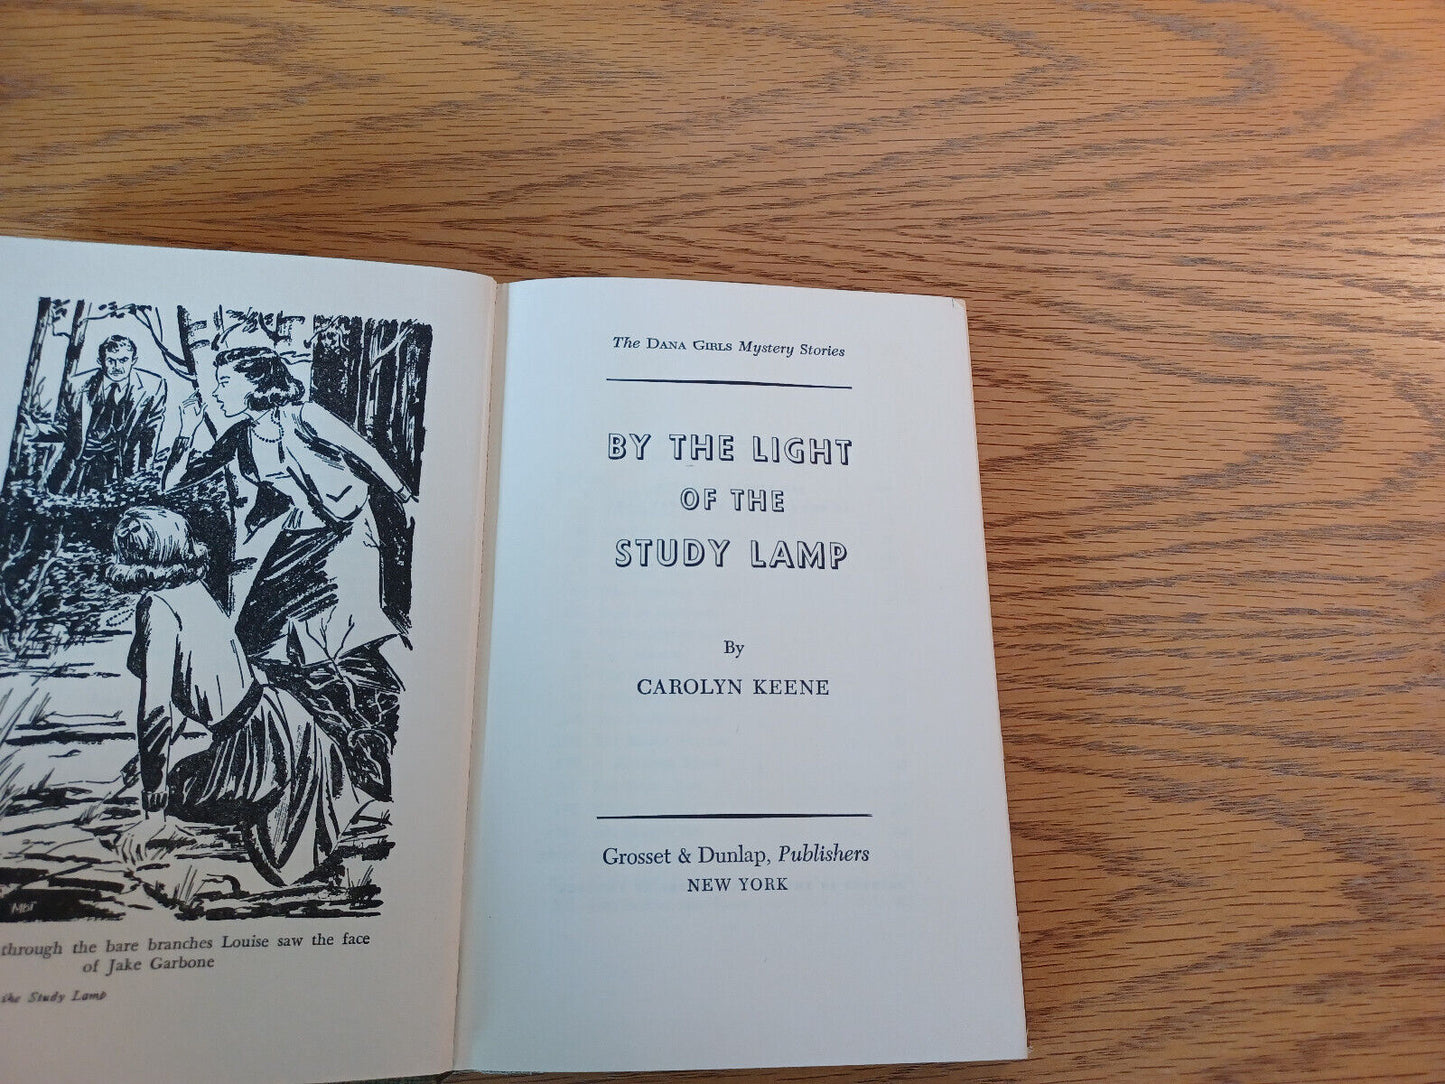 through the bare branches Louise saw the face
of Jake Garbone
the Study Lamp
The DANA GIRLS Mystery Stories
BY THE LIGHT
OF THE
STUDY LAMP
By
CAROLYN KEENE
Grosset & Dunlap, Publishers
NEW YORK